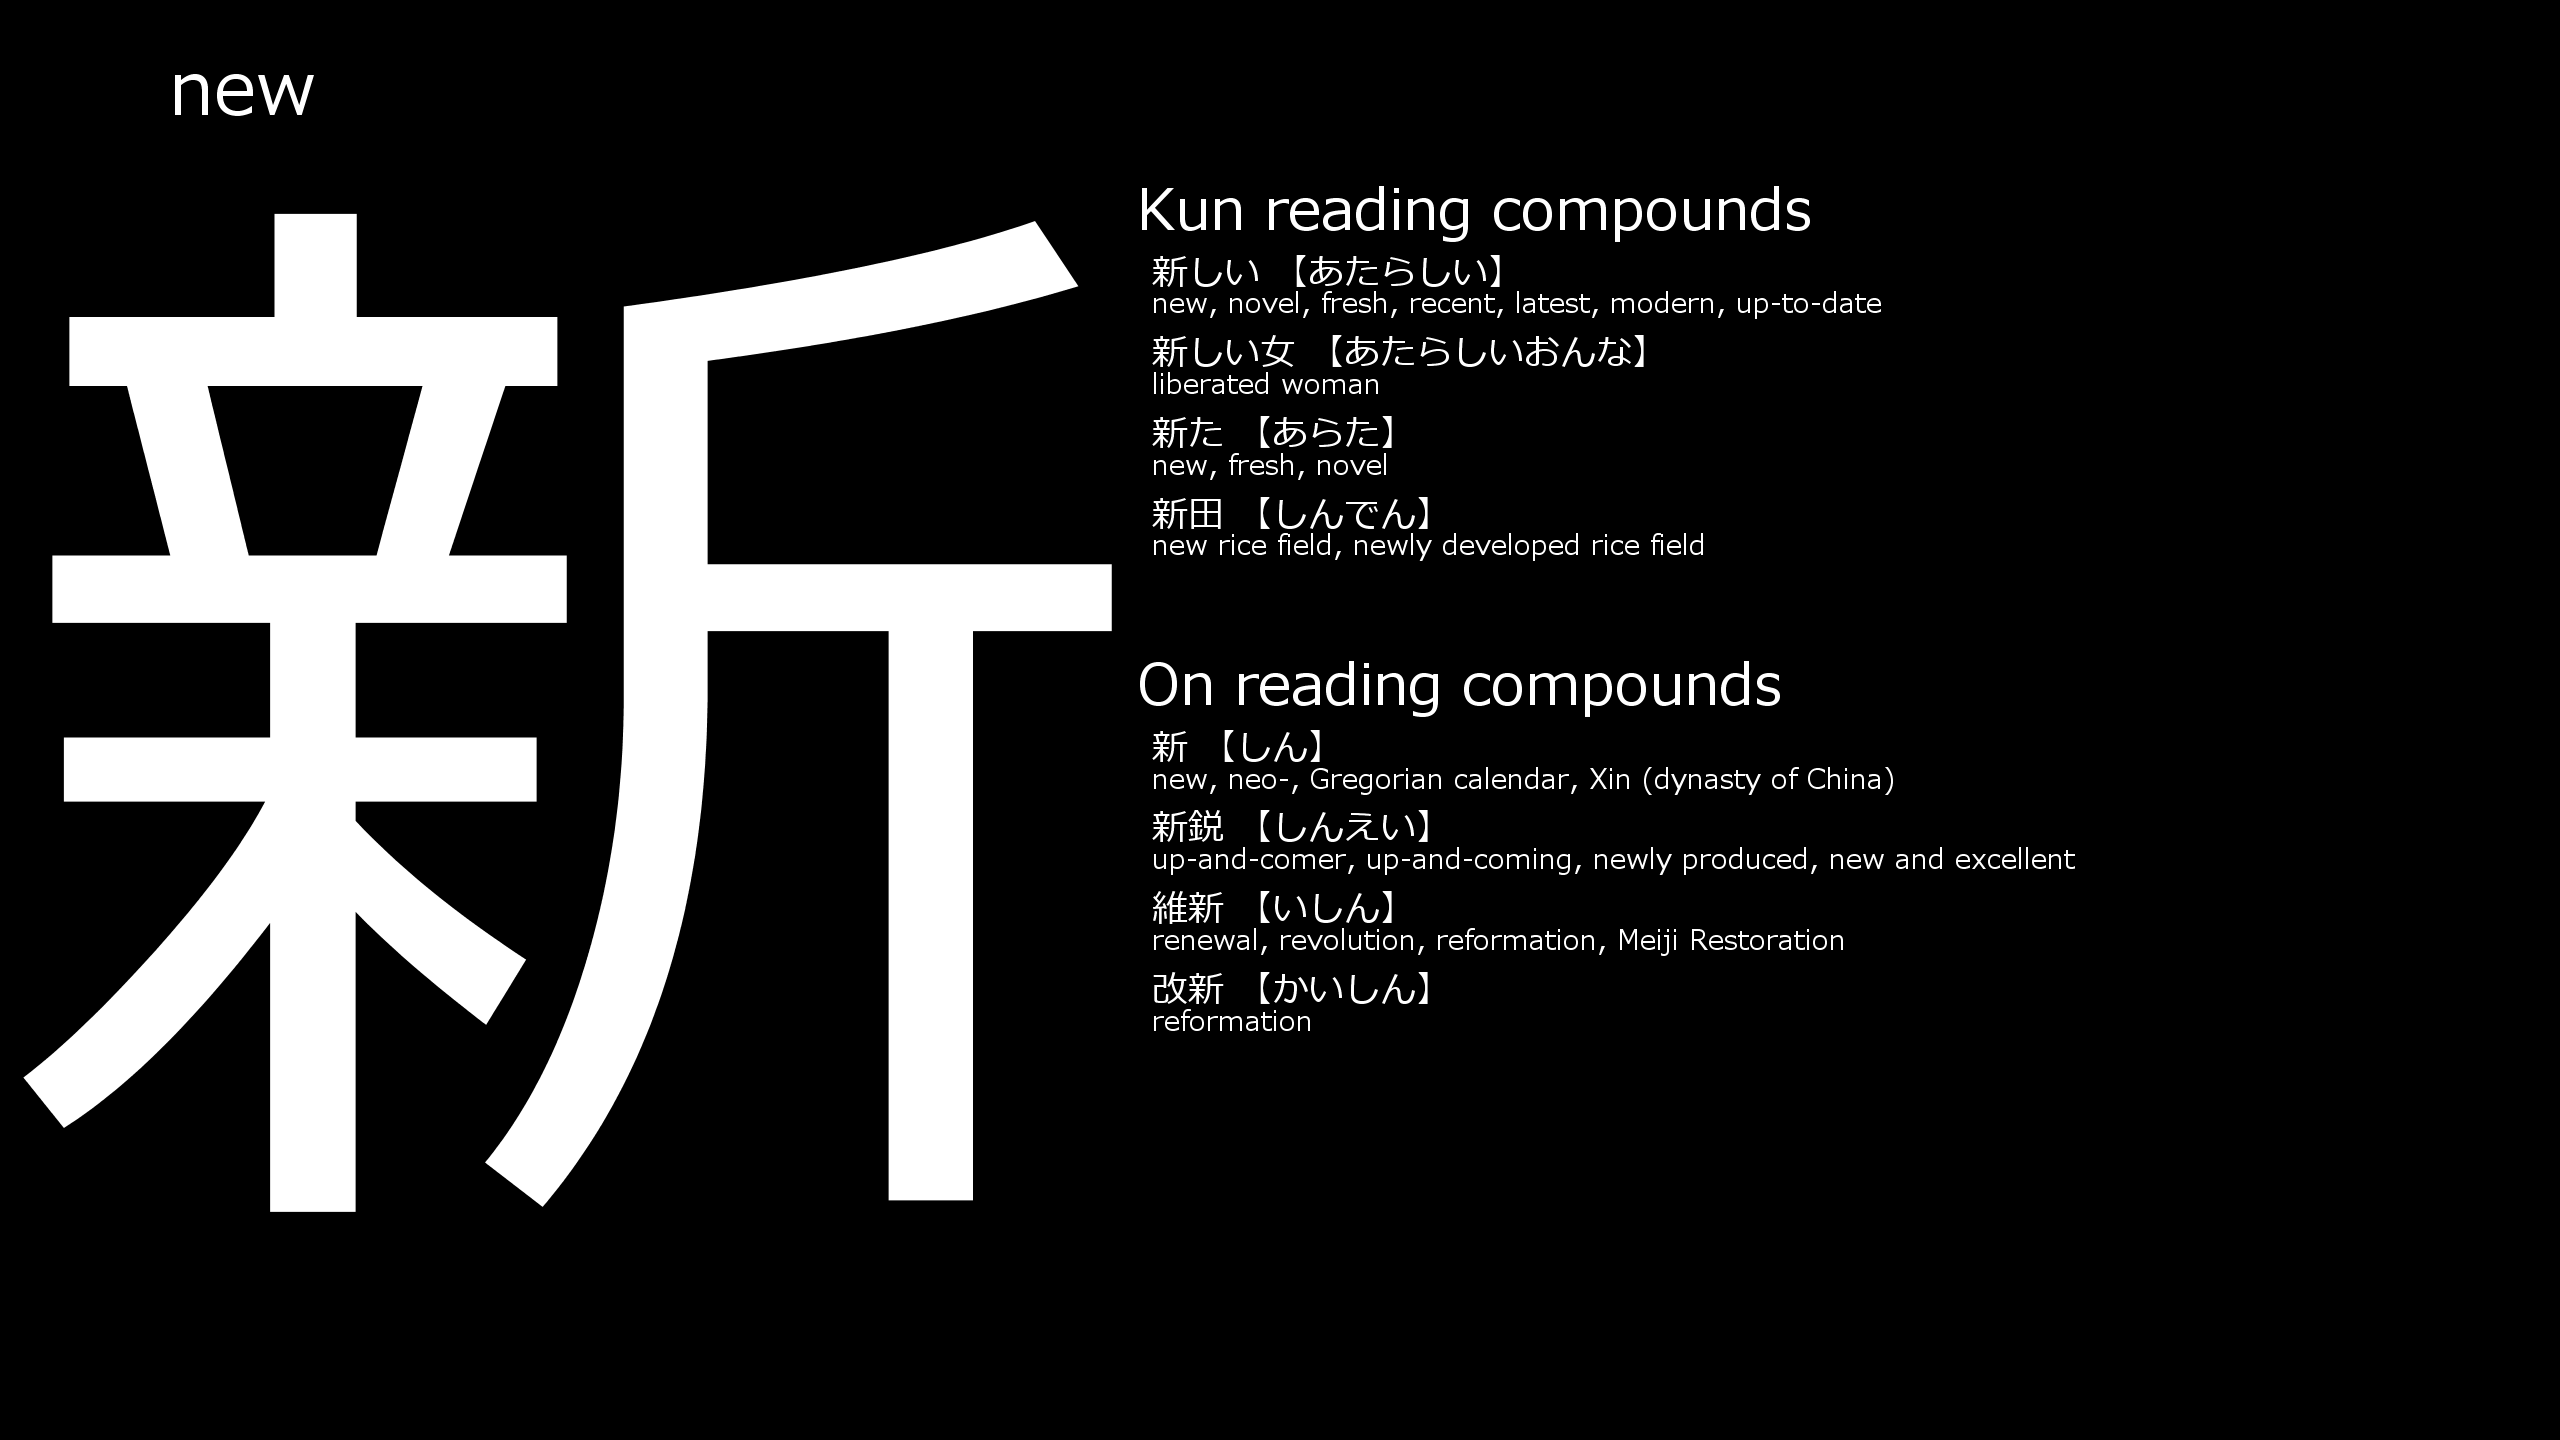 new
新
Kun reading compounds
新しい 【あたらしい】
new, novel, fresh, recent, latest, modern, up-to-date
新しい女 【あたらしいおんな】
liberated woman
新た 【あらた】
new, fresh, novel
新田 【しんでん】
new rice field, newly developed rice field
On reading compounds
新 【しん】
new, neo-, Gregorian calendar, Xin (dynasty of China)
新鋭 【しんえい】
up-and-comer, up-and-coming, newly produced, new and excellent
維新 【いしん】
renewal, revolution, reformation, Meiji Restoration
改新 【かいしん】
reformation